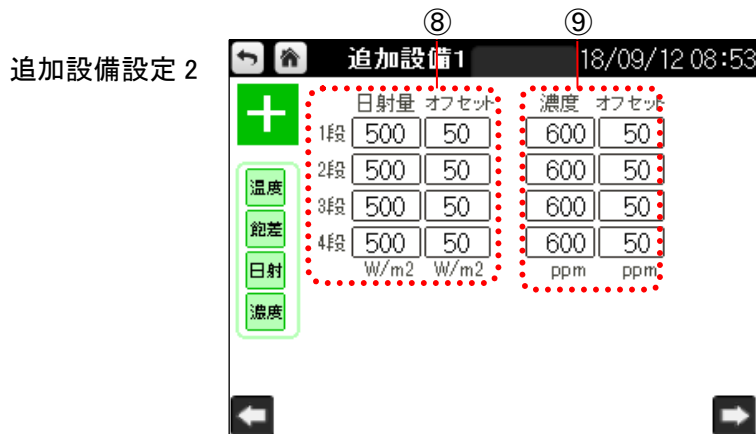 ⑧ ⑨
追加設備設定 2
追加設備1 18/09/12 08:53
日射量 オフセット 濃度 オフセット
1段 500 50 600 50
2段 500 50 600 50
温度
3段 500 50 600 50
飽差
4段 500 50 600 50
W/m2 W/m2 ppm ppm
日射
濃度